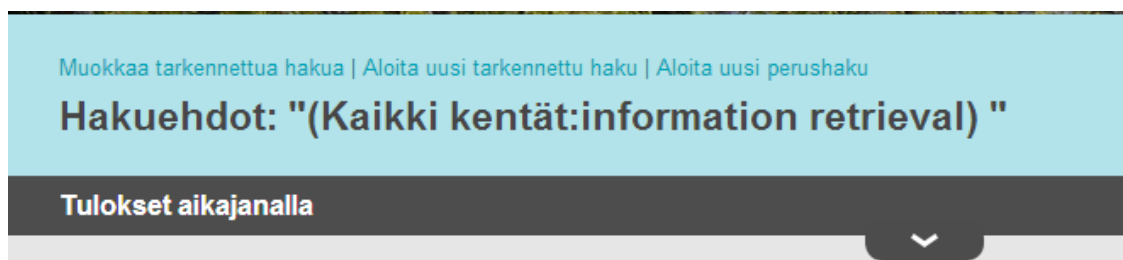 Muokkaa tarkennettua hakua | Aloita uusi tarkennettu haku | Aloita uusi perushaku
Hakuehdot: "(Kaikki kentät:information retrieval) "
Tulokset aikajanalla